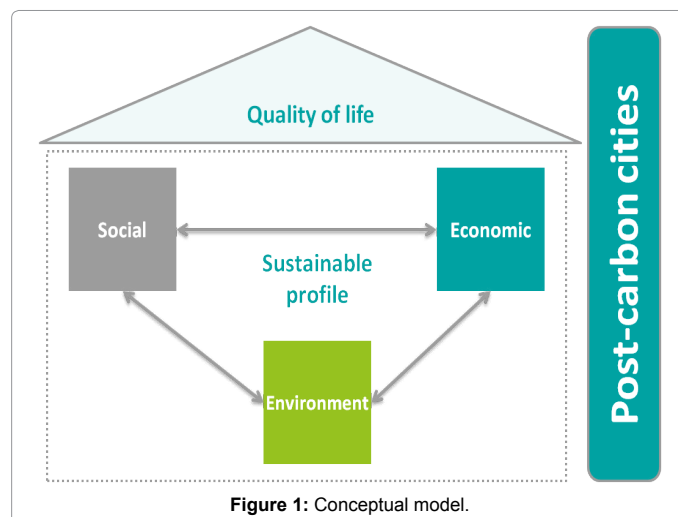 Quality of life
Social
Economic
Sustainable
profile
Environment
Post-carbon cities
Figure 1: Conceptual model.